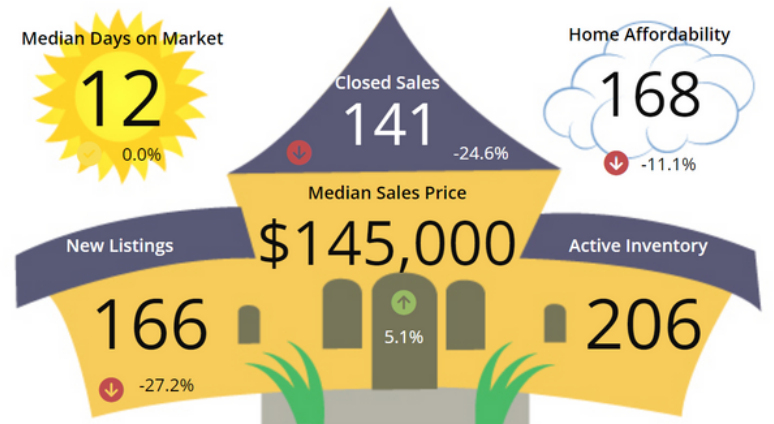 Median Days on Market
12
0.0%
Closed Sales
141
-24.6%
Home Affordability
168
-11.1%
Median Sales Price
$145,000
5.1%
New Listings
166
-27.2%
Active Inventory
206